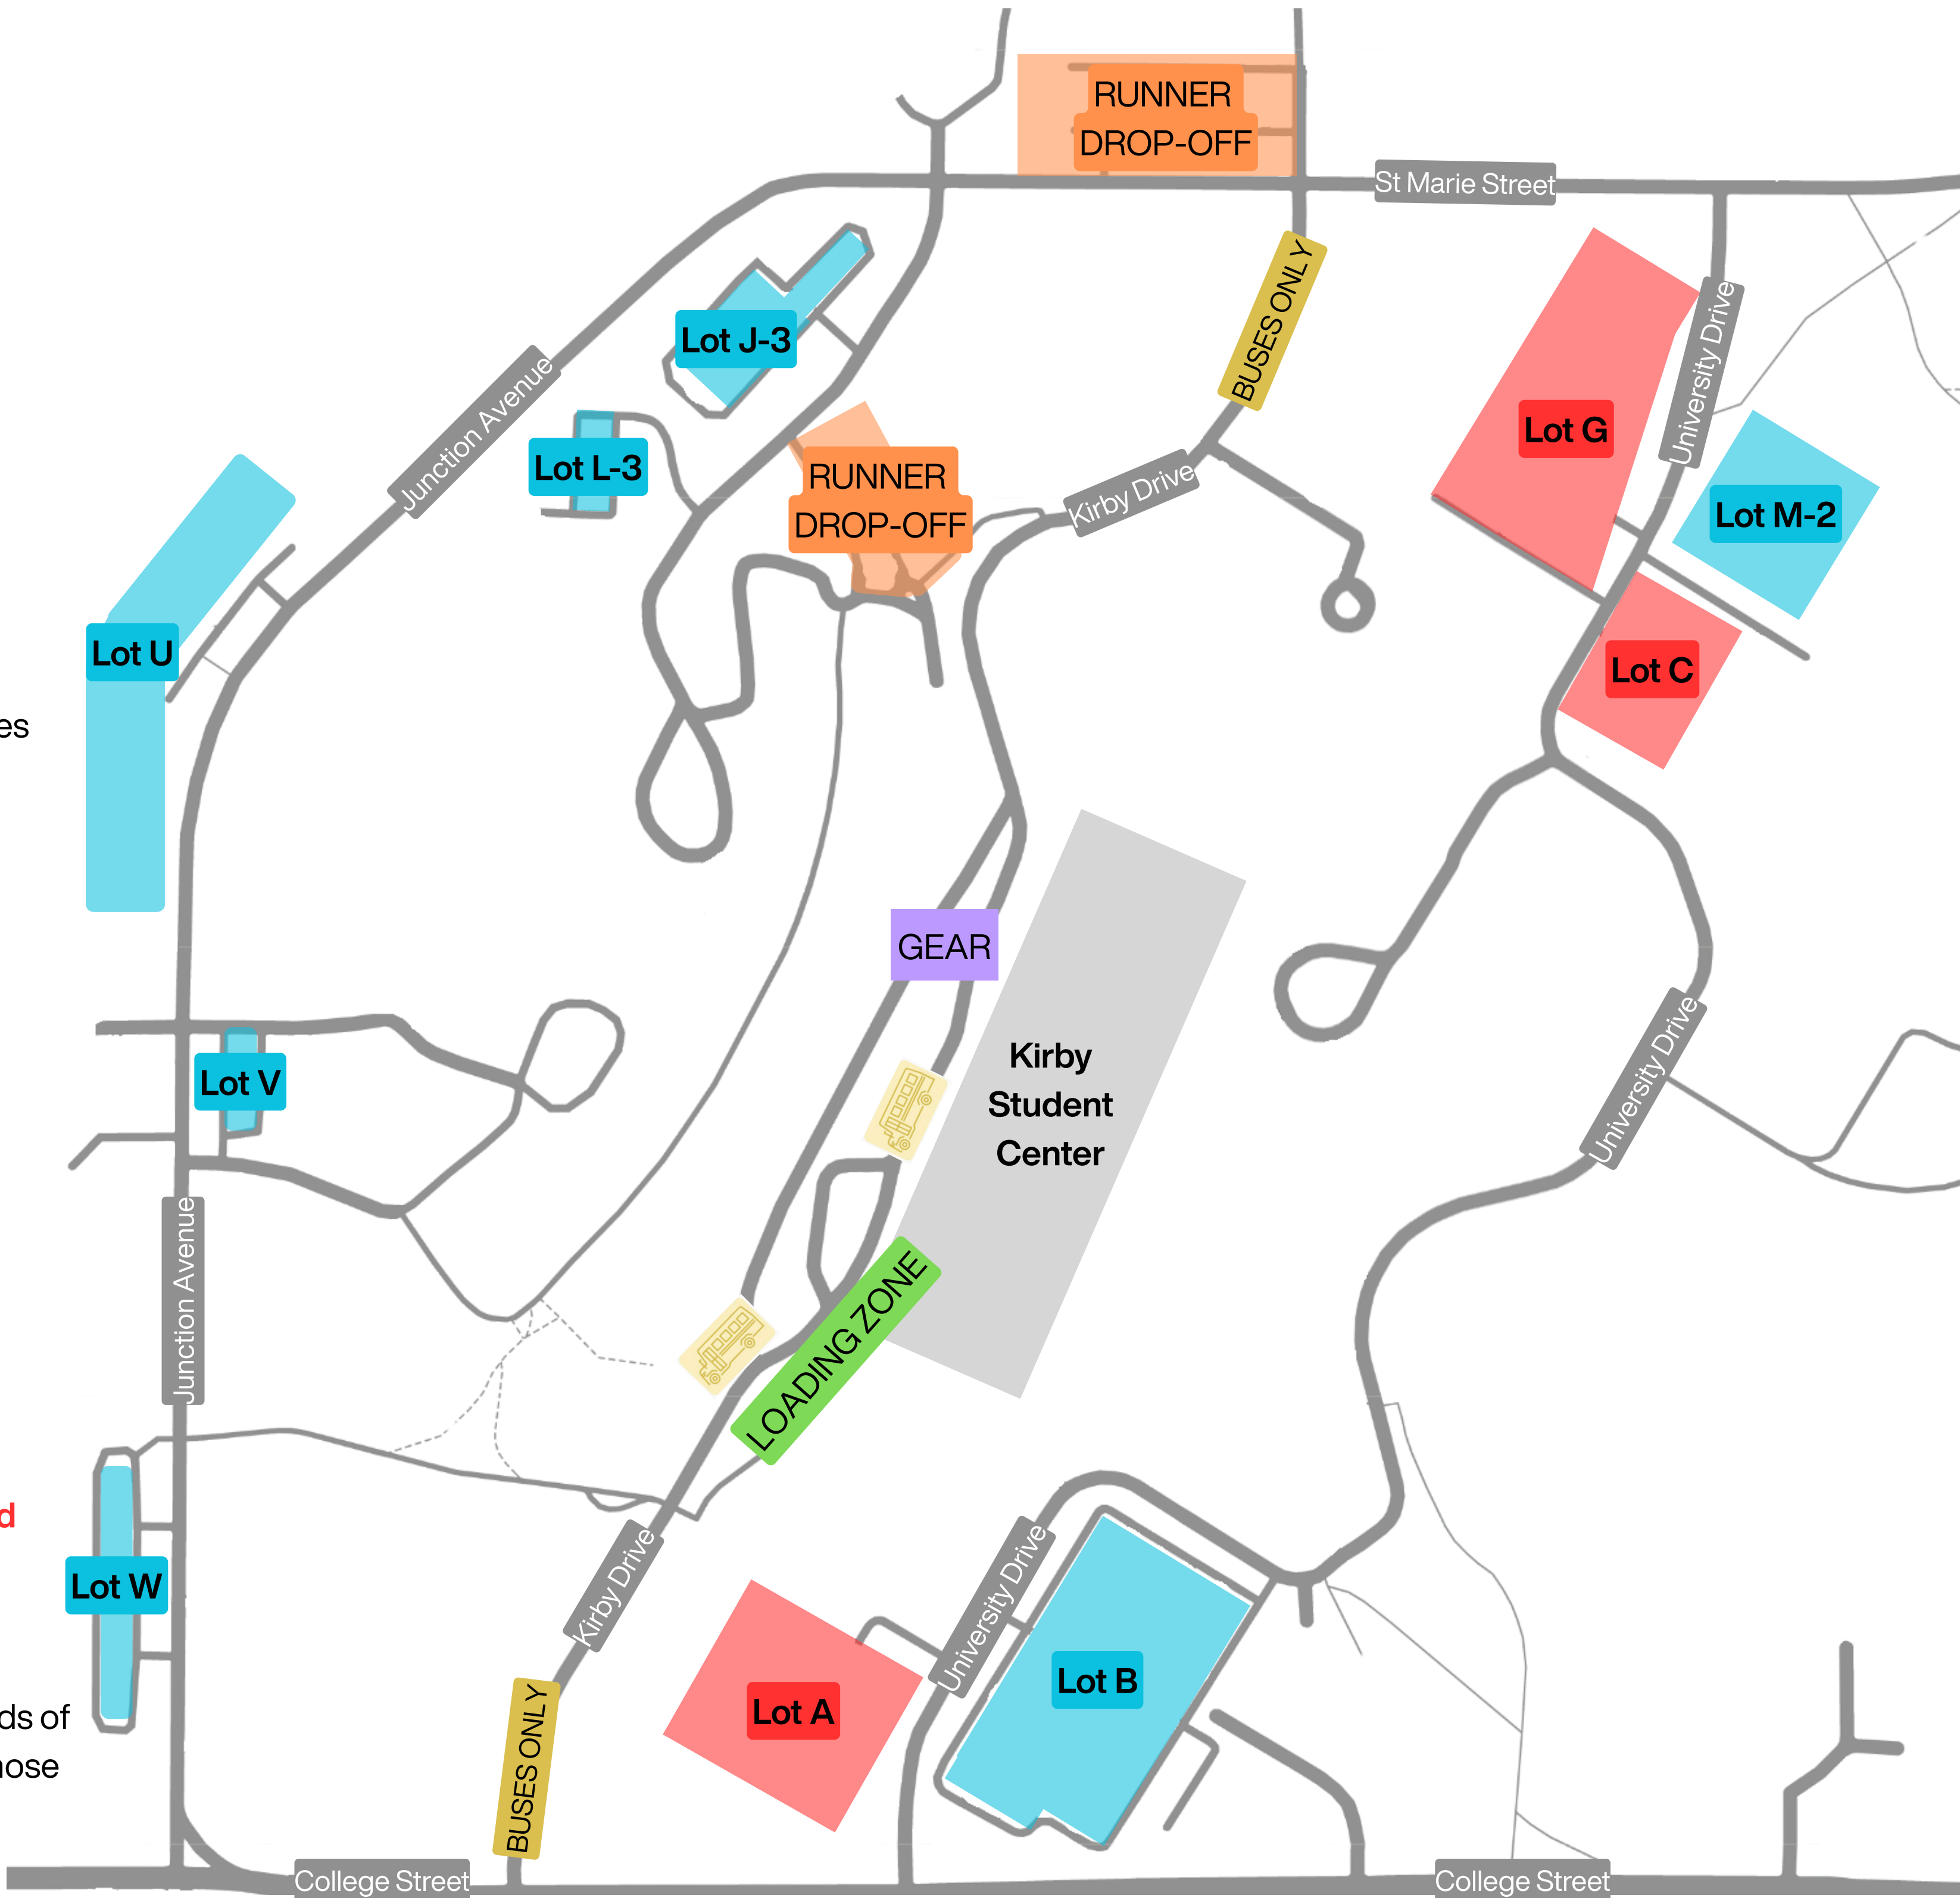 RUNNER
DROP-OFF
St Marie Street
BUSES ONLY
University Drive
Lot J-3
Junction Avenue
Lot G
Lot L-3
RUNNER
DROP-OFF
Kirby Drive
Lot M-2
Lot U
Lot C
es
GEAR
Kirby
Student
Center
Lot V
University Drive
Junction Avenue
LOADING ZONE
d
Lot W
Kirby Drive
University Drive
Lot B
Lot A
ds of
nose
BUSES ONLY
College Street
College Street